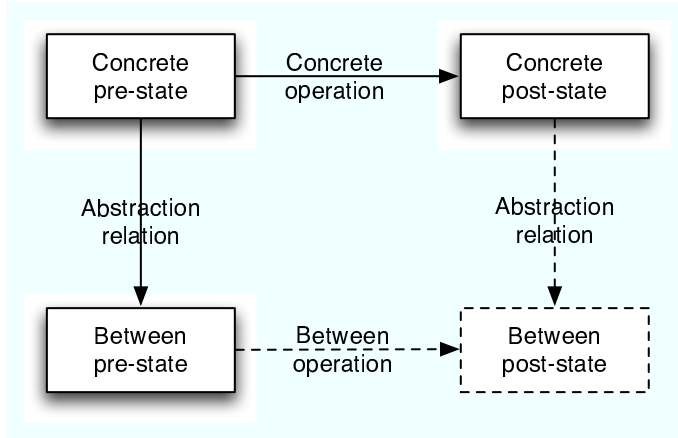 Concrete
pre-state
Concrete
operation
Concrete
post-state
Abstraction
relation
Abstraction
relation
Between
pre-state
Between
operation
Between
post-state